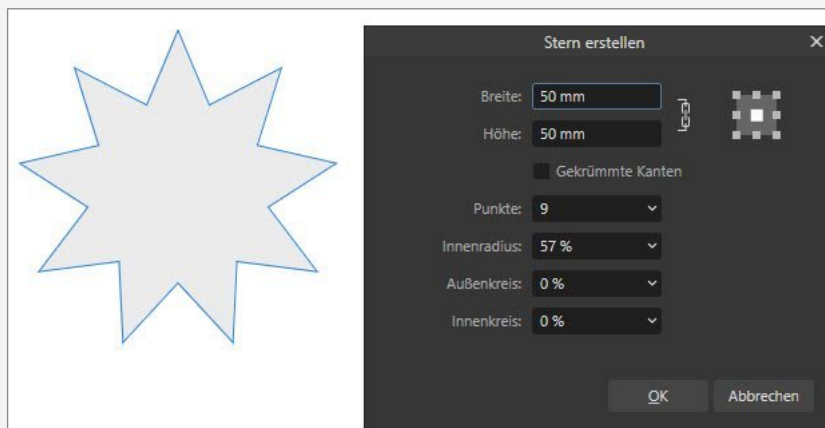 Stern erstellen
Breite: 50 mm
Höhe: 50 mm
Gekrümmte Kanten
Punkte: 9
Innenradius: 57 %
Außenkreis: 0 %
Innenkreis: 0 %
OK Abbrechen